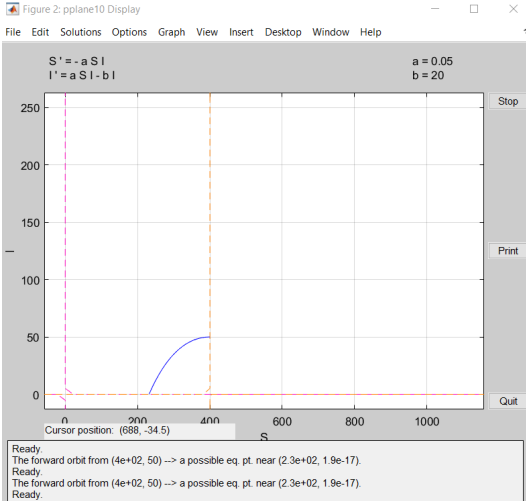 Figure 2: pplane10 Display
File Edit Solutions Options Graph View Insert Desktop Window Help
S ' = - a S I
I ' = a S I - b I
a = 0.05
b = 20
Stop
250
200
150
I
Print
100
50
0
Quit
0 200 400 600 800 1000
Cursor position: (688, -34.5)
S
Ready.
The forward orbit from (4e+02, 50) --> a possible eq. pt. near (2.3e+02, 1.9e-17).
Ready.
The forward orbit from (4e+02, 50) --> a possible eq. pt. near (2.3e+02, 1.9e-17).
Ready.